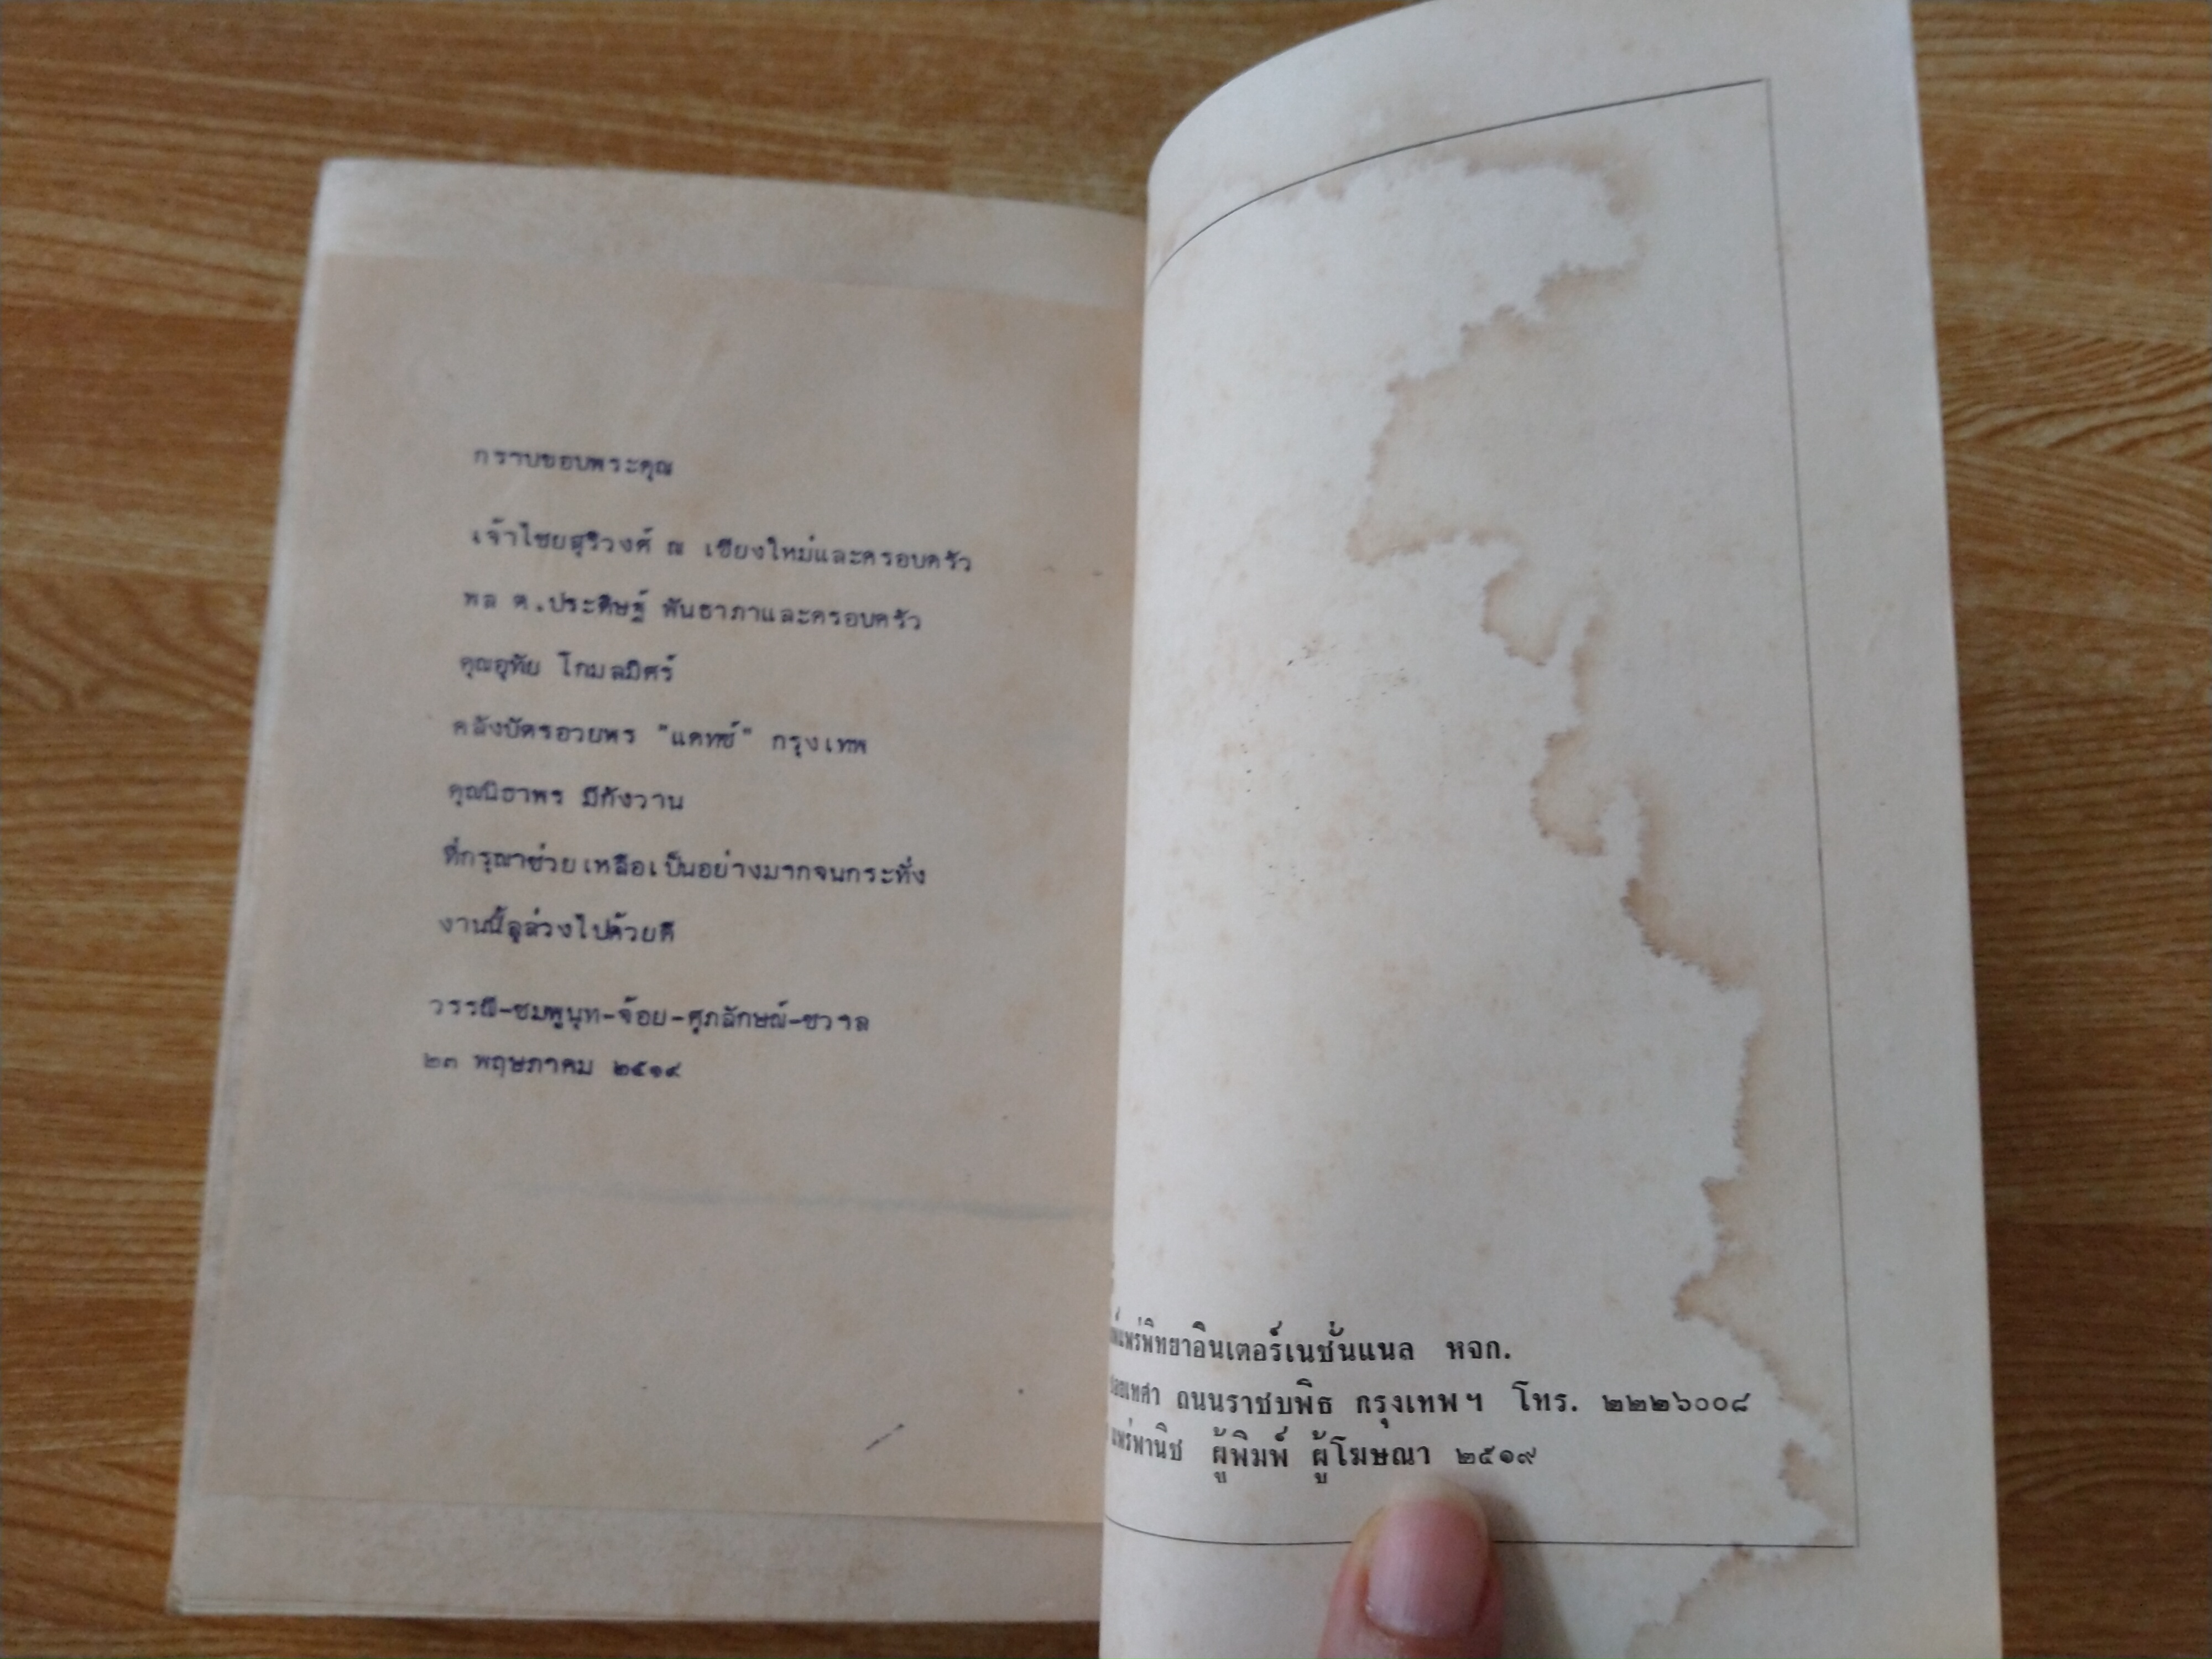 กราบขอบพระคุณ
เจ้าไชยสุริวงศ์ ณ เชียงใหม่และครอบครัว
พล ต.ประดิษฐ์ พันธาภาและครอบครัว
คุณอุทัย โกมลมิศร์
คลังบัตรอวยพร "แคทซ์" กรุงเทพ
คุณนิธาพร มีกังวาน
ที่กรุณาช่วยเหลือเป็นอย่างมากจนกระทั่ง
งานนี้ลุล่วงไปด้วยดี
วรรณี-ชมพูนุท-จ้อย-ศุภลักษณ์-ชวาล
๒๓ พฤษภาคม ๒๕๑๙
แพร่พิทยาอินเตอร์เนชั่นแนล หจก.
ถนนราชบพิธ กรุงเทพฯ โทร. ๒๒๒๖๐๐๘
แพร่พานิช ผู้พิมพ์ ผู้โฆษณา ๒๕๑๙